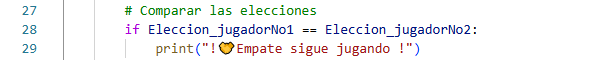 27 # Comparar las elecciones
28 if Eleccion_jugadorNo1 == Eleccion_jugadorNo2:
29 print("!🤝Empate sigue jugando !")